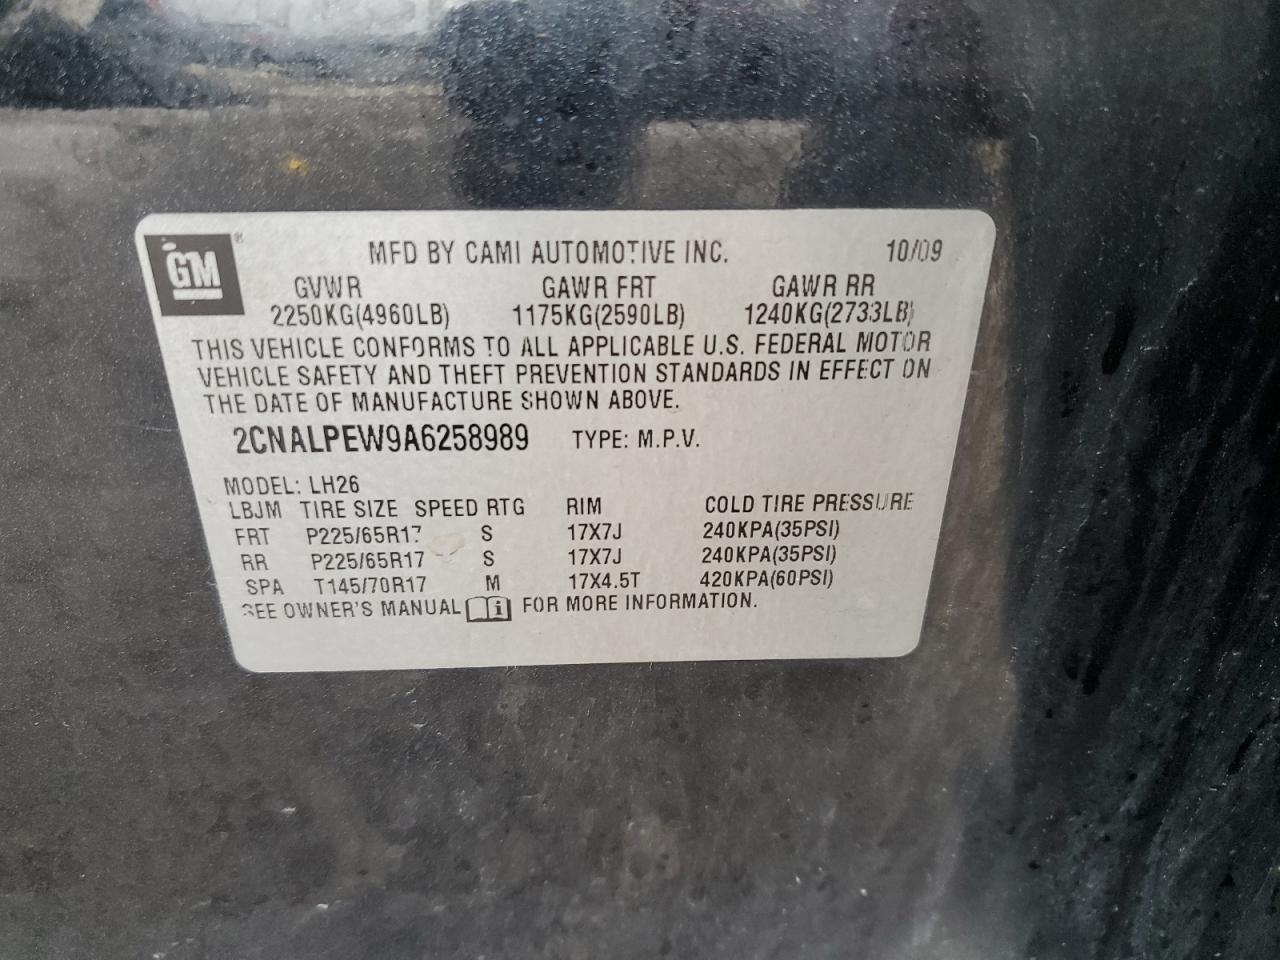 GM ® MFD BY CAMI AUTOMOTIVE INC. 10/09
GVWR GAWR FRT GAWR RR
2250KG(4960LB) 1175KG(2590LB) 1240KG(2733LB)
THIS VEHICLE CONFORMS TO ALL APPLICABLE U.S. FEDERAL MOTOR
VEHICLE SAFETY AND THEFT PREVENTION STANDARDS IN EFFECT ON
THE DATE OF MANUFACTURE SHOWN ABOVE.
2CNALPEW9A6258989 TYPE: M.P.V.
MODEL: LH26
LBJM TIRE SIZE SPEED RTG RIM COLD TIRE PRESSURE
FRT P225/65R17 S 17X7J 240KPA(35PSI)
RR P225/65R17 S 17X7J 240KPA(35PSI)
SPA T145/70R17 M 17X4.5T 420KPA(60PSI)
SEE OWNER'S MANUAL i FOR MORE INFORMATION.